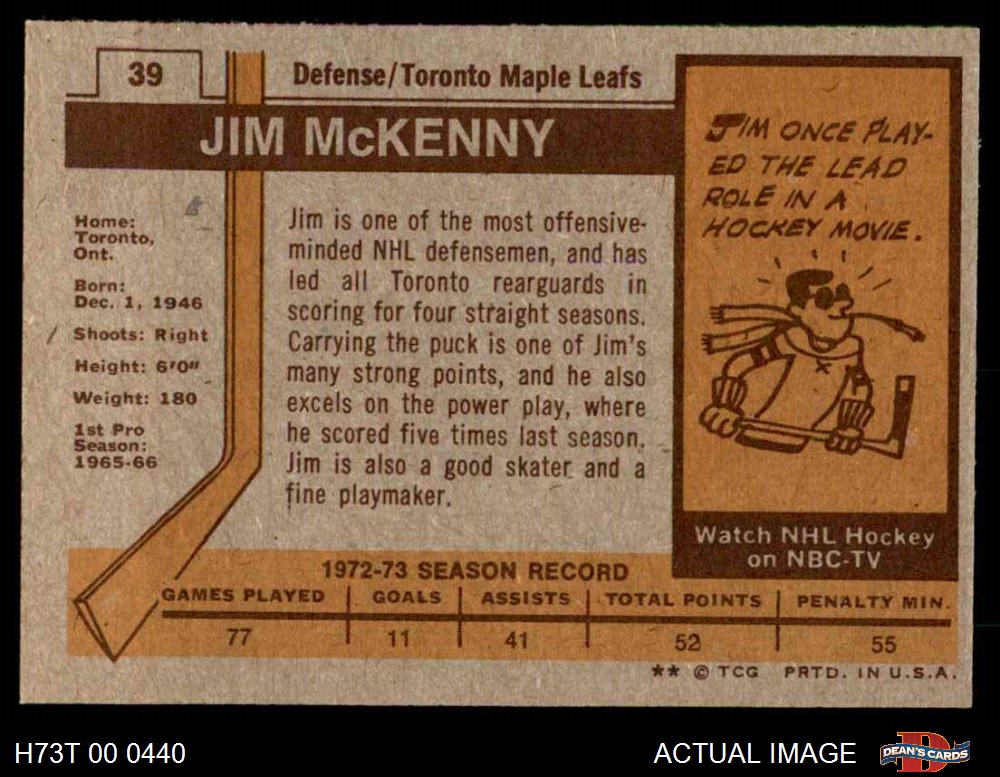 39
Defense/Toronto Maple Leafs
JIM McKENNY
Home:
Toronto,
Ont.
Born:
Dec. 1, 1946
Shoots: Right
Height: 6'0"
Weight: 180
1st Pro
Season:
1965-66
Jim is one of the most offensive-
minded NHL defensemen, and has
led all Toronto rearguards in
scoring for four straight seasons.
Carrying the puck is one of Jim's
many strong points, and he also
excels on the power play, where
he scored five times last season.
Jim is also a good skater and a
fine playmaker.
JIM ONCE PLAY-
ED THE LEAD
ROLE IN A
HOCKEY MOVIE.
Watch NHL Hockey
on NBC-TV
1972-73 SEASON RECORD
GAMES PLAYED GOALS ASSISTS TOTAL POINTS PENALTY MIN.
77 11 41 52 55
** © TCG PRTD. IN U.S.A.
H73T 00 0440
ACTUAL IMAGE
D
DEAN'S CARDS